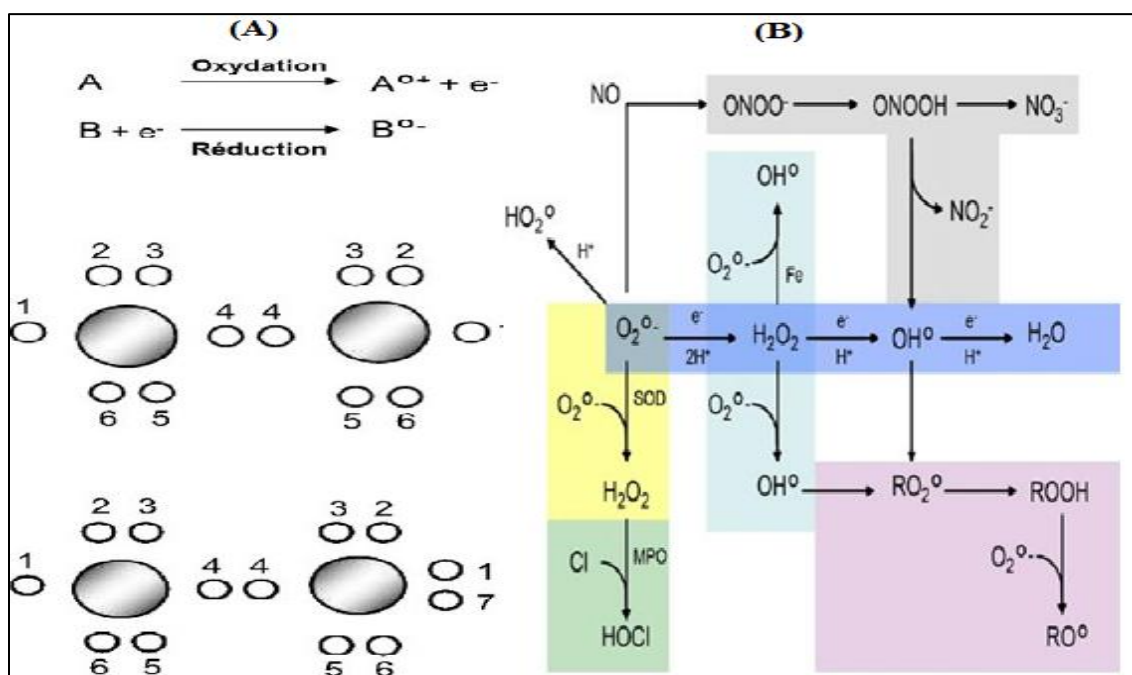 (A)
Oxydation
A A°⁺ + e⁻
B + e⁻ B°⁻
Réduction
2 3 3 2
1 4 4
6 5 5 6
2 3 3 2
1 4 4 1
7
6 5 5 6
(B)
NO ONOO⁻ ONOOH NO₃⁻
OH° NO₂⁻
HO₂° O₂°⁻
H⁺ Fe
O₂°⁻ e⁻ H₂O₂ e⁻ OH° e⁻ H₂O
2H⁺ H⁺ H⁺
O₂°⁻ SOD O₂°⁻
H₂O₂ OH° RO₂° ROOH
Cl MPO O₂°⁻
HOCl RO°